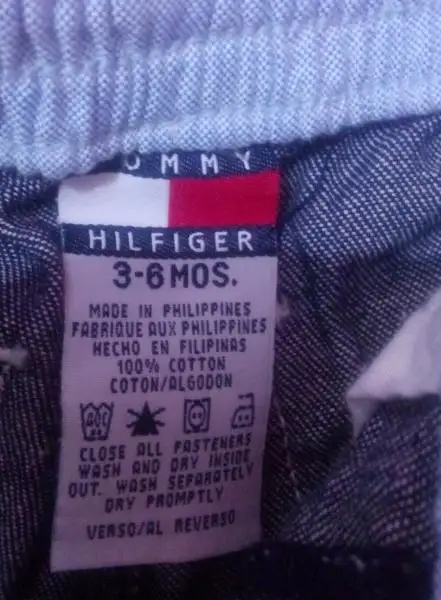 OMMY
HILFIGER
3-6 MOS.
MADE IN PHILIPPINES
FABRIQUE AUX PHILIPPINES
HECHO EN FILIPINAS
100% COTTON
COTON/ALGODON
CLOSE ALL FASTENERS
WASH AND DRY INSIDE
OUT. WASH SEPARATELY
DRY PROMPTLY
VERSO/AL REVERSO